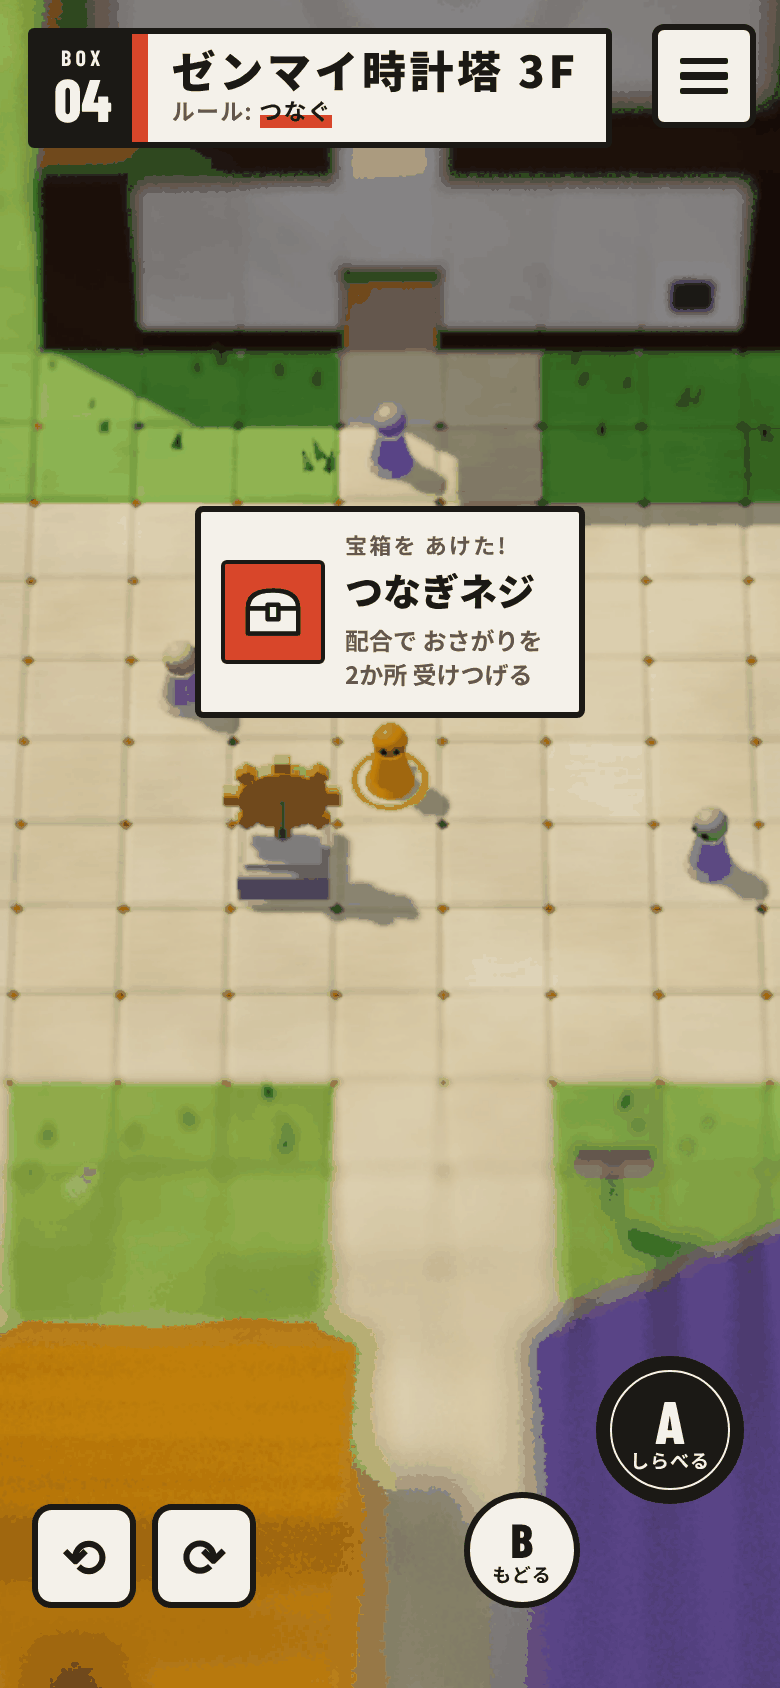 BOX
04
ゼンマイ時計塔 3F
ルール: つなぐ
宝箱を あけた!
つなぎネジ
配合で おさがりを
2か所 受けつげる
A
しらべる
B
もどる